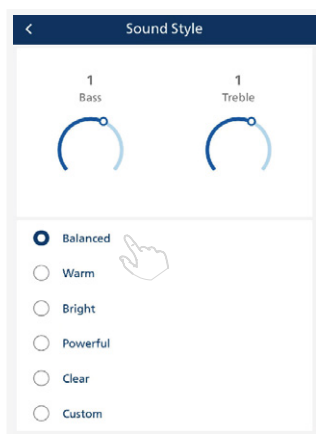 Sound Style
1 1
Bass Treble
Balanced
Warm
Bright
Powerful
Clear
Custom